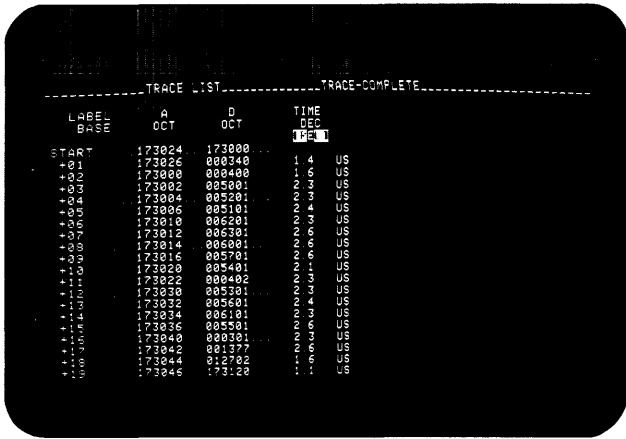 TRACE LIST TRACE-COMPLETE
LABEL A D TIME
BASE OCT OCT DEC
[REL]
START 173024 173000
+01 173026 000340 1.4 US
+02 173000 000400 1.6 US
+03 173002 005001 2.3 US
+04 173004 005201 2.3 US
+05 173006 005101 2.4 US
+06 173010 006201 2.3 US
+07 173012 006301 2.6 US
+08 173014 006001 2.6 US
+09 173016 005701 2.6 US
+10 173020 005401 2.1 US
+11 173022 000402 2.3 US
+12 173030 005301 2.3 US
+13 173032 005601 2.4 US
+14 173034 006101 2.3 US
+15 173036 005501 2.6 US
+16 173040 000301 2.3 US
+17 173042 001377 2.6 US
+18 173044 012702 1.6 US
+19 173046 173120 1.1 US